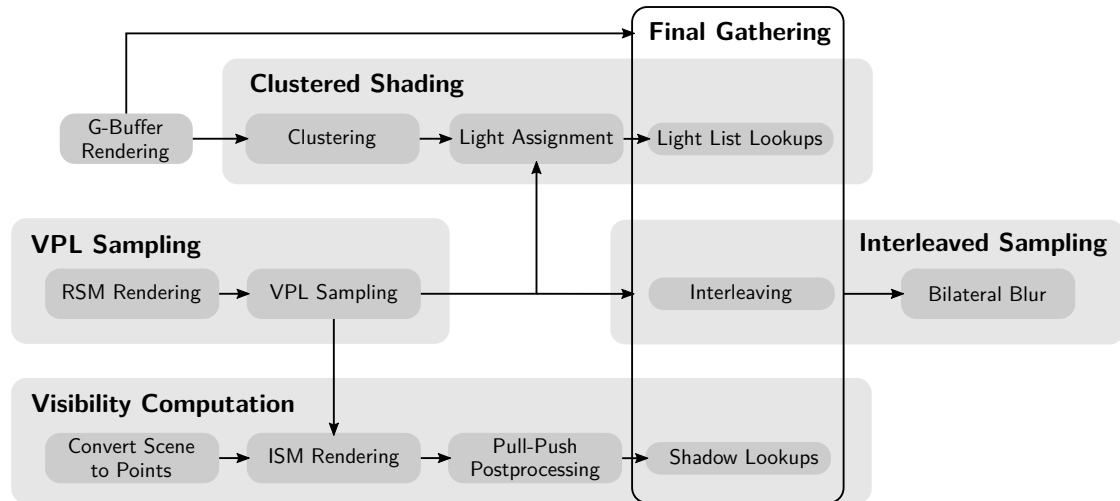 Final Gathering
Clustered Shading
G-Buffer
Rendering
Clustering
Light Assignment
Light List Lookups
VPL Sampling
Interleaved Sampling
RSM Rendering
VPL Sampling
Interleaving
Bilateral Blur
Visibility Computation
Convert Scene
to Points
ISM Rendering
Pull-Push
Postprocessing
Shadow Lookups